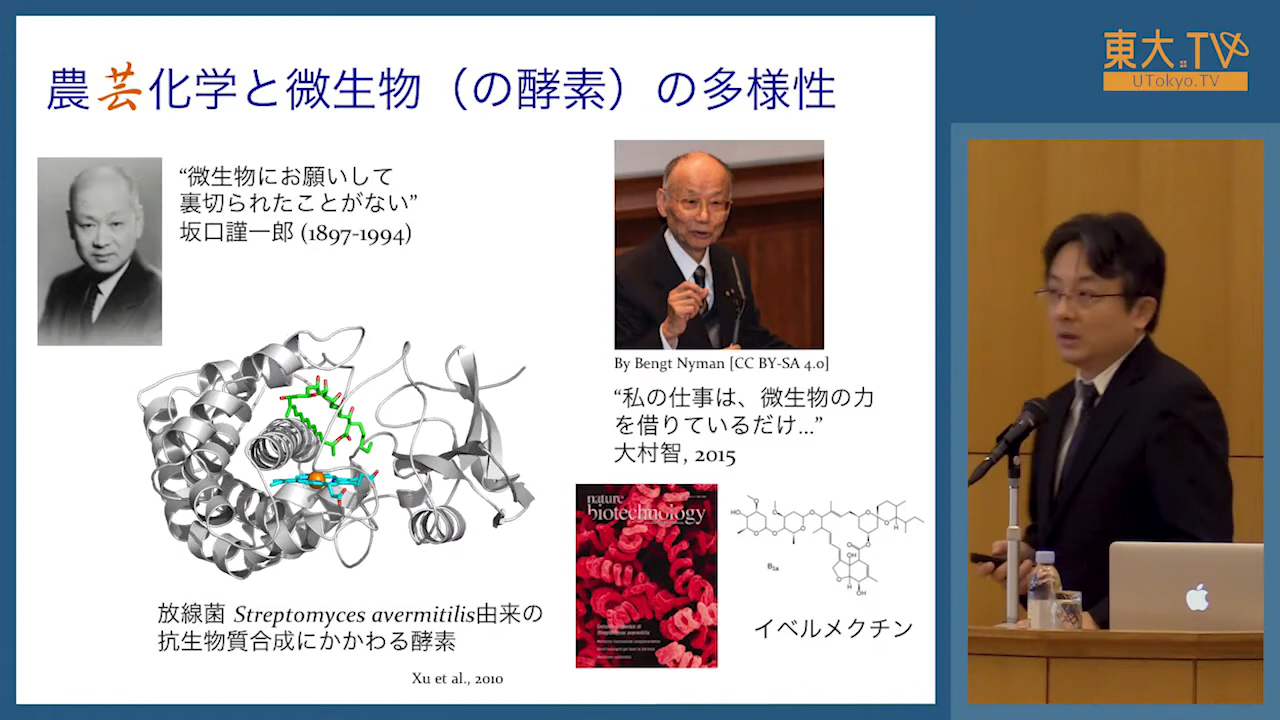 農芸化学と微生物（の酵素）の多様性
“微生物にお願いして
裏切られたことがない”
坂口謹一郎 (1897-1994)
By Bengt Nyman [CC BY-SA 4.0]
“私の仕事は、微生物の力
を借りているだけ...”
大村智, 2015
nature
biotechnology
HO
O
O
O
O
O
O
O
O
H
O
O
OH
O
H
OH
B1a
イベルメクチン
放線菌 Streptomyces avermitilis由来の
抗生物質合成にかかわる酵素
Xu et al., 2010
東大.TV
UTokyo.TV